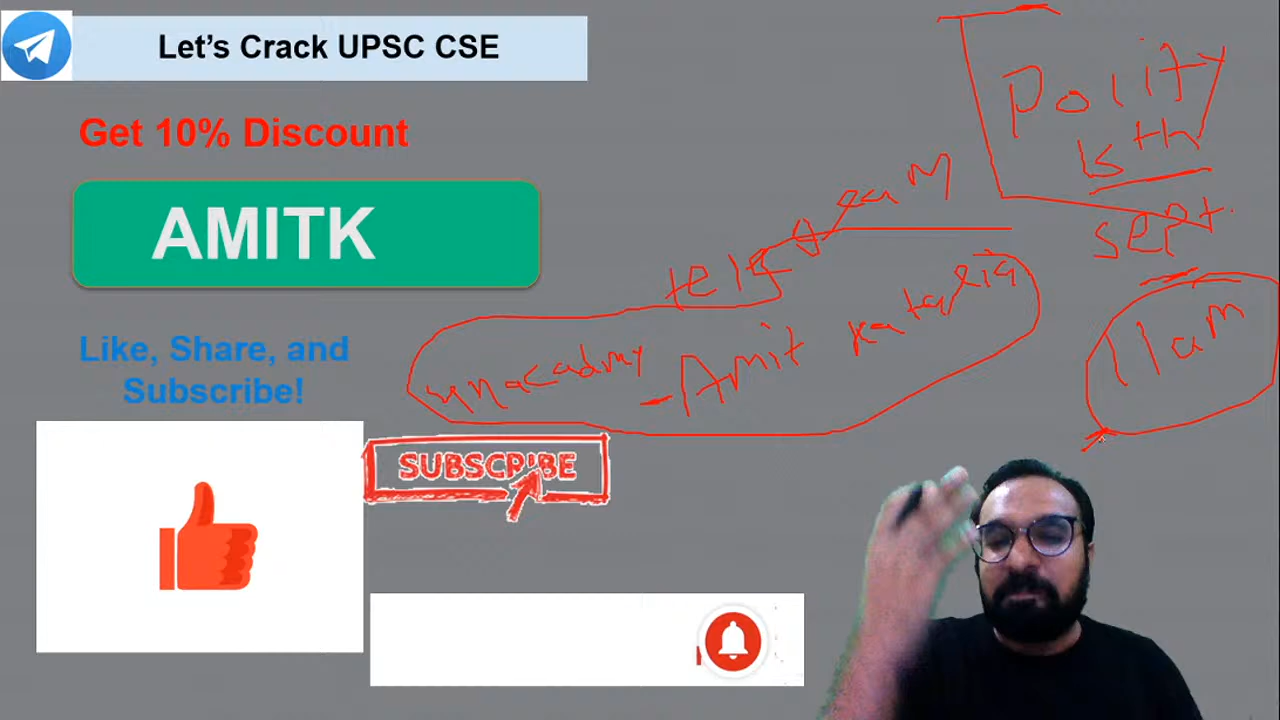 Let's Crack UPSC CSE
Get 10% Discount
AMITK
Like, Share, and
Subscribe!
SUBSCRIBE
Polity
15th
sept.
11am
telegram
unacadmy
-Amit kataria